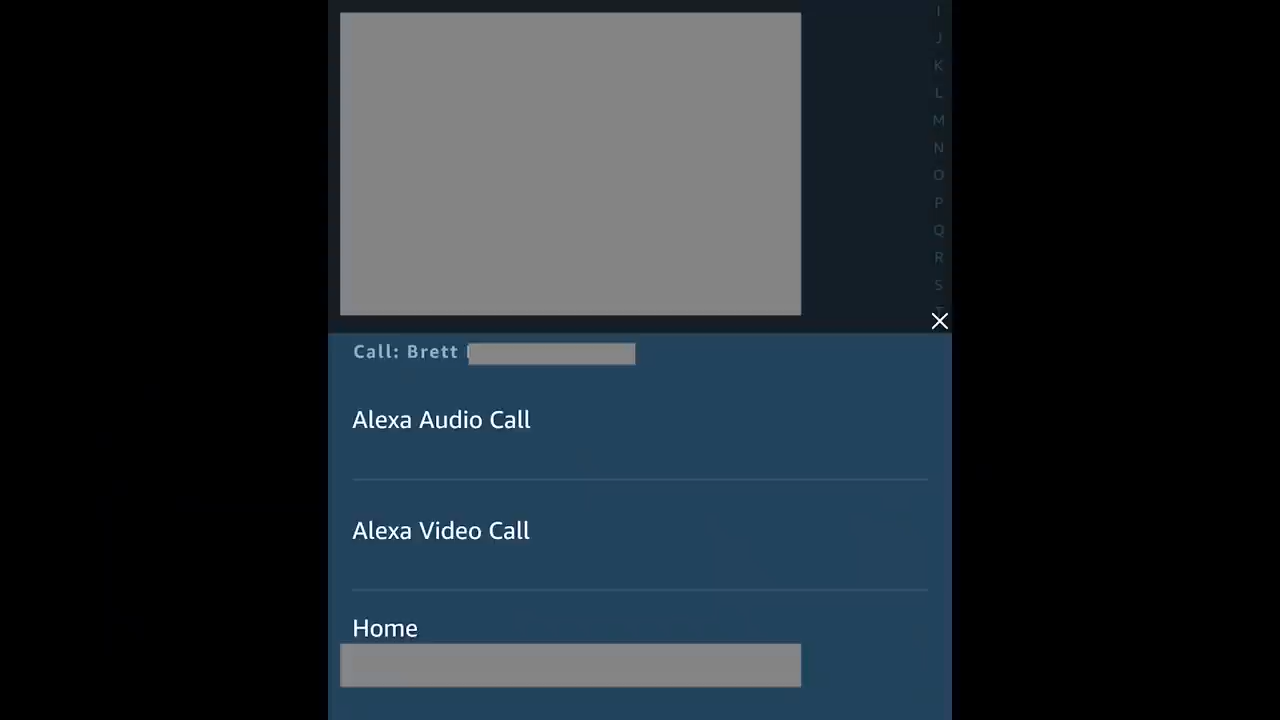 I
J
K
L
M
N
O
P
Q
R
S
Call: Brett
Alexa Audio Call
Alexa Video Call
Home